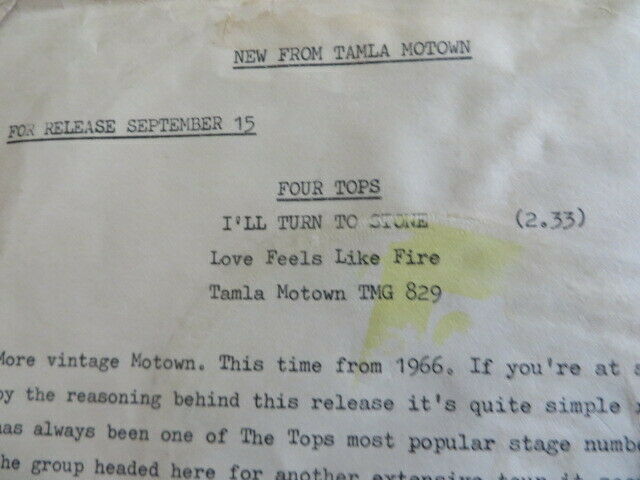 NEW FROM TAMLA MOTOWN
FOR RELEASE SEPTEMBER 15
FOUR TOPS
I'LL TURN TO STONE (2.33)
Love Feels Like Fire
Tamla Motown TMG 829
More vintage Motown. This time from 1966. If you're at
by the reasoning behind this release it's quite simple
has always been one of The Tops most popular stage
the group headed here for another extensive tour it